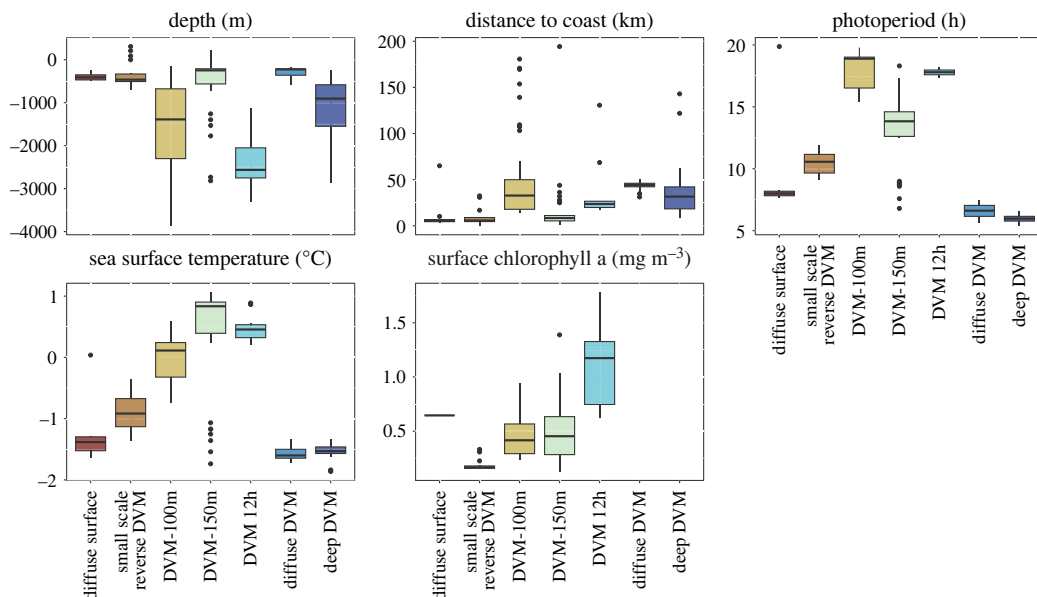 depth (m)
0
−1000
−2000
−3000
−4000
distance to coast (km)
200
150
100
50
0
photoperiod (h)
20
15
10
5
diffuse surface
small scale
reverse DVM
DVM-100m
DVM-150m
DVM 12h
diffuse DVM
deep DVM
sea surface temperature (°C)
1
0
−1
−2
diffuse surface
small scale
reverse DVM
DVM-100m
DVM-150m
DVM 12h
diffuse DVM
deep DVM
surface chlorophyll a (mg m⁻³)
1.5
1.0
0.5
diffuse surface
small scale
reverse DVM
DVM-100m
DVM-150m
DVM 12h
diffuse DVM
deep DVM